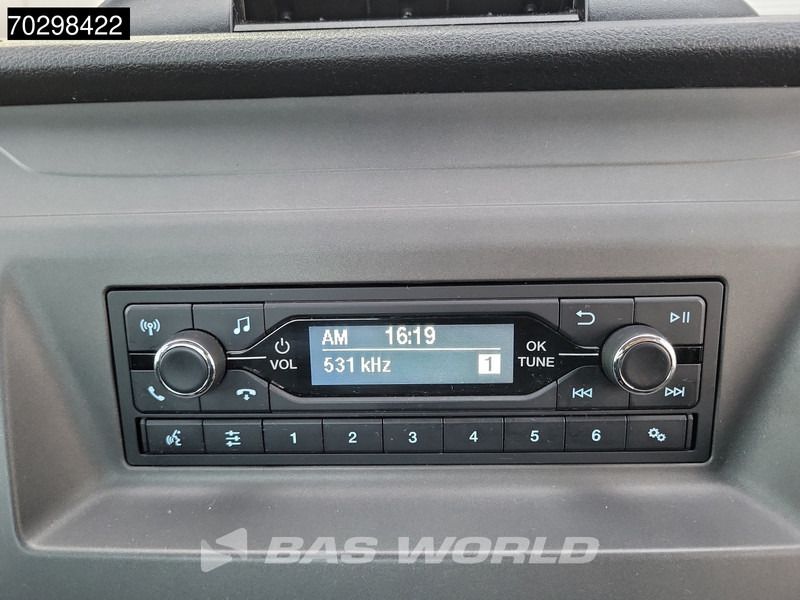 70298422
AM 16:19
531 kHz 1
VOL
OK
TUNE
1 2 3 4 5 6
BAS WORLD